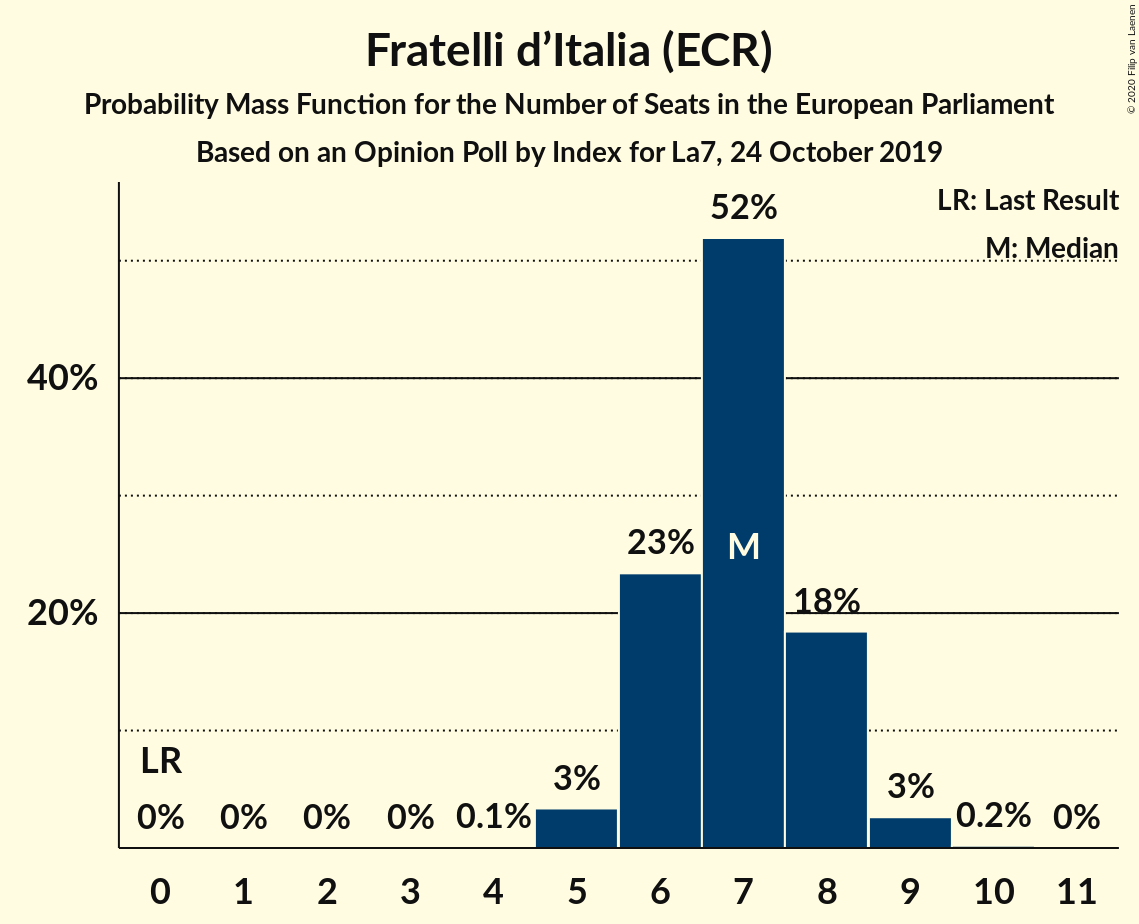 Fratelli d’Italia (ECR)
Probability Mass Function for the Number of Seats in the European Parliament
Based on an Opinion Poll by Index for La7, 24 October 2019
© 2020 Filip van Laenen
LR: Last Result
M: Median
52%
40%
23%
M
20%
18%
LR
3%
3%
0%
0%
0%
0%
0.1%
0.2%
0%
0 1 2 3 4 5 6 7 8 9 10 11